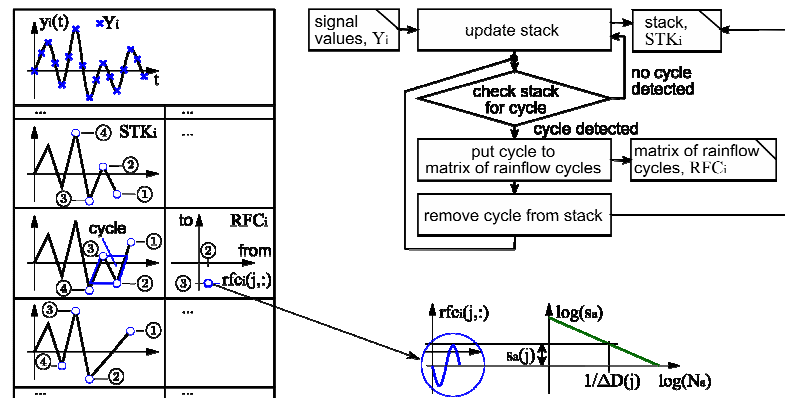 yi(t) ×Yi
t
...
...
STKi
...
④
②
③
①
to
RFCi
cycle
③
①
②
from
④
②
③
rfci(j,:)
③
①
...
④
②
...
...
signal
values, Yi
update stack
stack,
STKi
no cycle
detected
check stack
for cycle
cycle detected
put cycle to
matrix of rainflow cycles
matrix of rainflow
cycles, RFCi
remove cycle from stack
rfci(j,:)
log(sa)
sa(j)
1/ΔD(j)
log(Na)